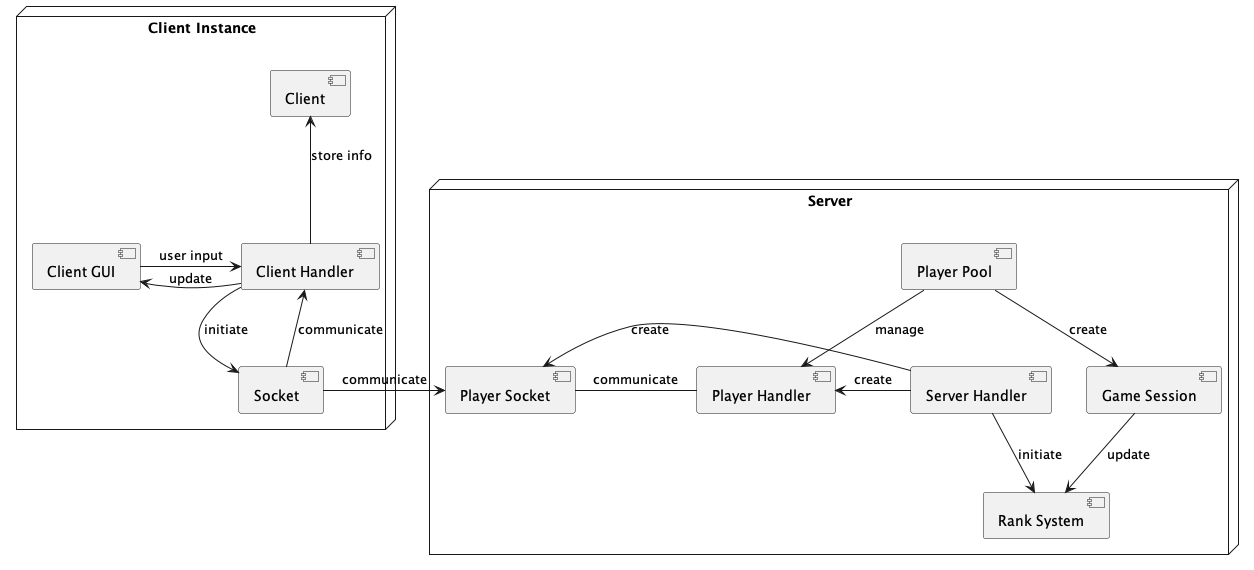 Client Instance
Client
store info
Client GUI
user input
update
Client Handler
initiate
communicate
Socket
communicate
Server
Player Pool
create
manage
create
Player Socket
communicate
Player Handler
create
Server Handler
Game Session
initiate
update
Rank System